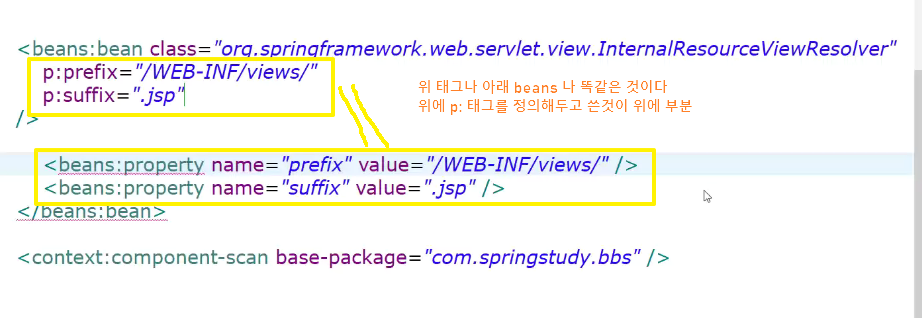 <beans:bean class="org.springframework.web.servlet.view.InternalResourceViewResolver"
p:prefix="/WEB-INF/views/"
p:suffix=".jsp"
/>
위 태그나 아래 beans 나 똑같은 것이다
위에 p: 태그를 정의해두고 쓴것이 위에 부분
<beans:property name="prefix" value="/WEB-INF/views/" />
<beans:property name="suffix" value=".jsp" />
</beans:bean>
<context:component-scan base-package="com.springstudy.bbs" />